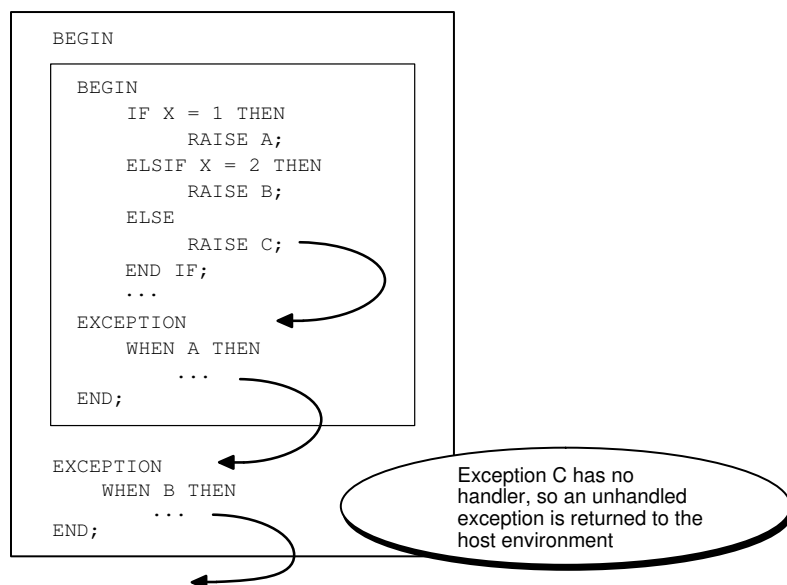 BEGIN
BEGIN
IF X = 1 THEN
RAISE A;
ELSIF X = 2 THEN
RAISE B;
ELSE
RAISE C;
END IF;
...
EXCEPTION
WHEN A THEN
...
END;
EXCEPTION
WHEN B THEN
...
END;
Exception C has no
handler, so an unhandled
exception is returned to the
host environment